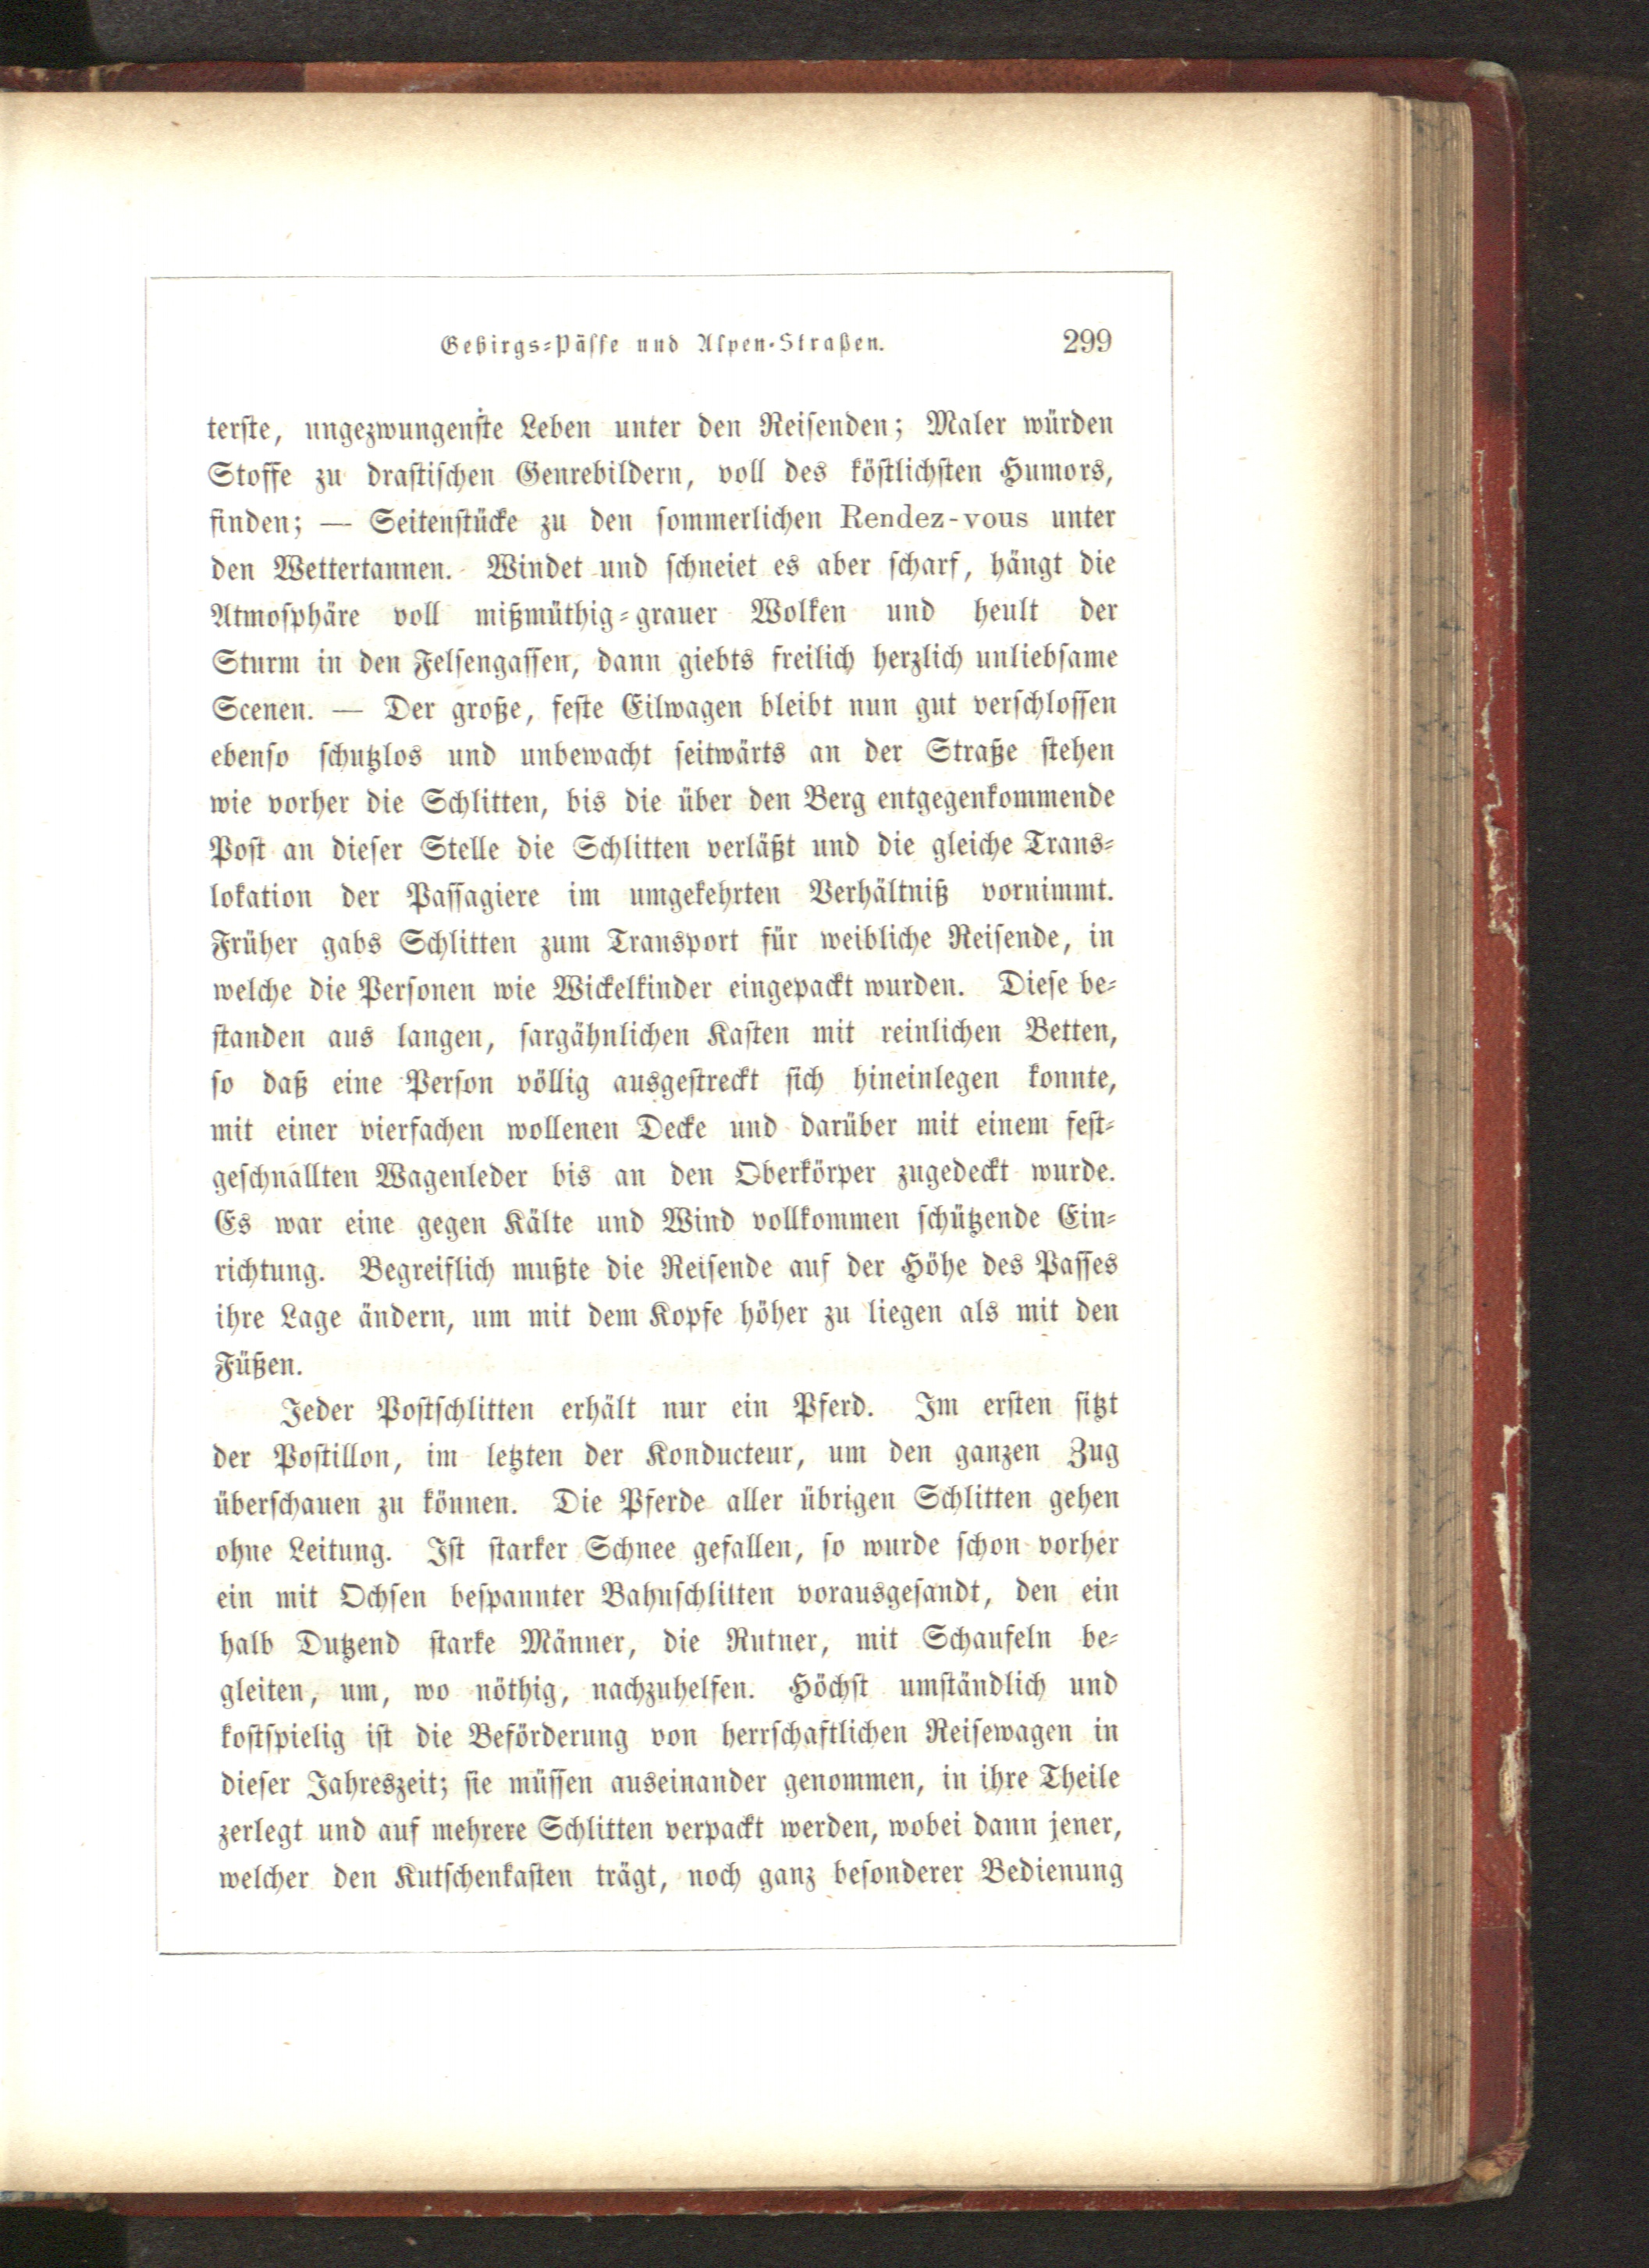 Gebirgs-Pässe und Alpen-Straßen. 299
terste, ungezwungenste Leben unter den Reisenden; Maler würden
Stoffe zu drastischen Genrebildern, voll des köstlichsten Humors,
finden; — Seitenstücke zu den sommerlichen Rendez-vous unter
den Wettertannen. Windet und schneiet es aber scharf, hängt die
Atmosphäre voll mißmüthig-grauer Wolken und heult der
Sturm in den Felsengassen, dann giebts freilich herzlich unliebsame
Scenen. — Der große, feste Eilwagen bleibt nun gut verschlossen
ebenso schutzlos und unbewacht seitwärts an der Straße stehen
wie vorher die Schlitten, bis die über den Berg entgegenkommende
Post an dieser Stelle die Schlitten verläßt und die gleiche Trans-
lokation der Passagiere im umgekehrten Verhältniß vornimmt.
Früher gabs Schlitten zum Transport für weibliche Reisende, in
welche die Personen wie Wickelkinder eingepackt wurden. Diese be-
standen aus langen, sargähnlichen Kasten mit reinlichen Betten,
so daß eine Person völlig ausgestreckt sich hineinlegen konnte,
mit einer vierfachen wollenen Decke und darüber mit einem fest-
geschnallten Wagenleder bis an den Oberkörper zugedeckt wurde.
Es war eine gegen Kälte und Wind vollkommen schützende Ein-
richtung. Begreiflich mußte die Reisende auf der Höhe des Passes
ihre Lage ändern, um mit dem Kopfe höher zu liegen als mit den
Füßen.
Jeder Postschlitten erhält nur ein Pferd. Im ersten sitzt
der Postillon, im letzten der Konducteur, um den ganzen Zug
überschauen zu können. Die Pferde aller übrigen Schlitten gehen
ohne Leitung. Ist starker Schnee gefallen, so wurde schon vorher
ein mit Ochsen bespannter Bahnschlitten vorausgesandt, den ein
halb Dutzend starke Männer, die Rutner, mit Schaufeln be-
gleiten, um, wo nöthig, nachzuhelfen. Höchst umständlich und
kostspielig ist die Beförderung von herrschaftlichen Reisewagen in
dieser Jahreszeit; sie müssen auseinander genommen, in ihre Theile
zerlegt und auf mehrere Schlitten verpackt werden, wobei dann jener,
welcher den Kutschenkasten trägt, noch ganz besonderer Bedienung